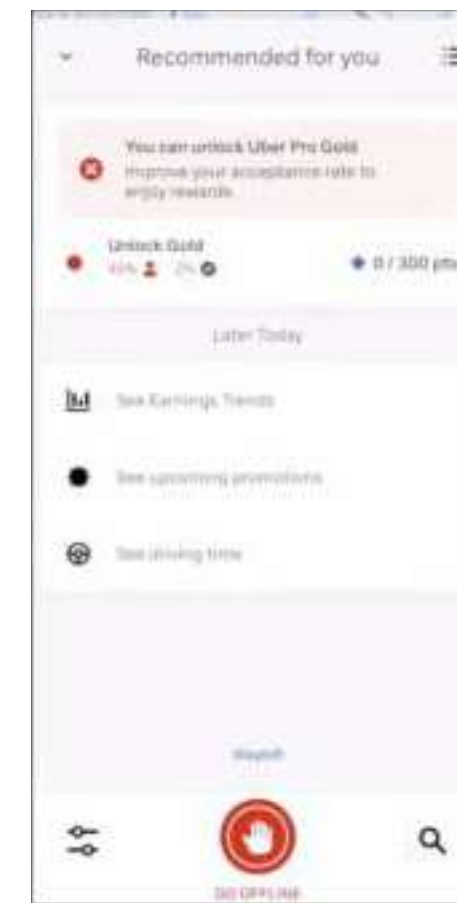 Recommended for you
You can unlock Uber Pro Gold
Improve your acceptance rate to
enjoy rewards.
Unlock Gold
0 / 300 pts
Later Today
See Earnings Trends
See upcoming promotions
See driving time
Waybill
GO OFFLINE